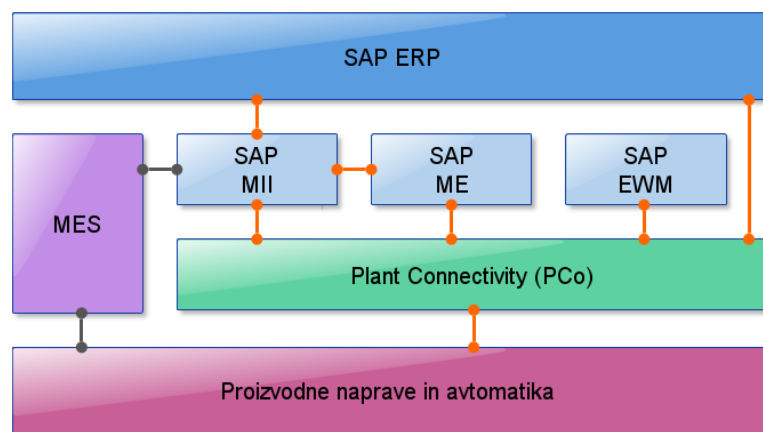 SAP ERP
MES
SAP
MII
SAP
ME
SAP
EWM
Plant Connectivity (PCo)
Proizvodne naprave in avtomatika